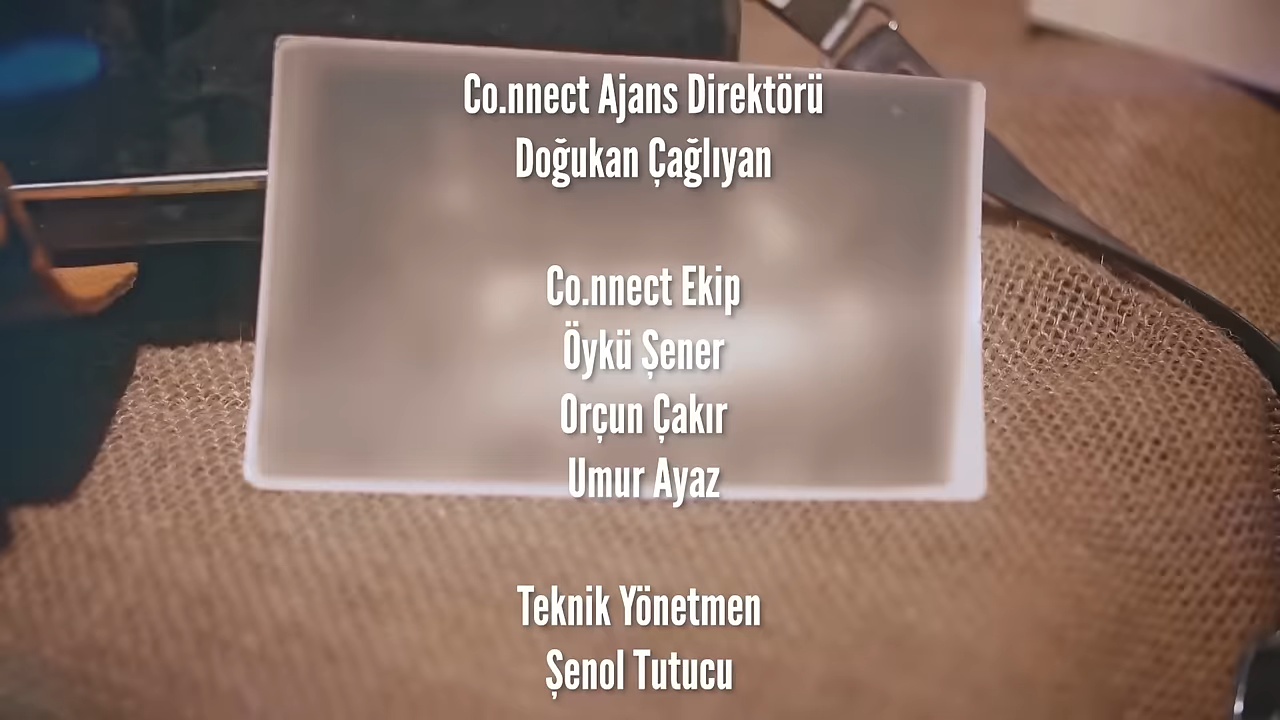 Co.nnect Ajans Direktörü
Doğukan Çağlıyan
Co.nnect Ekip
Öykü Şener
Orçun Çakır
Umur Ayaz
Teknik Yönetmen
Şenol Tutucu